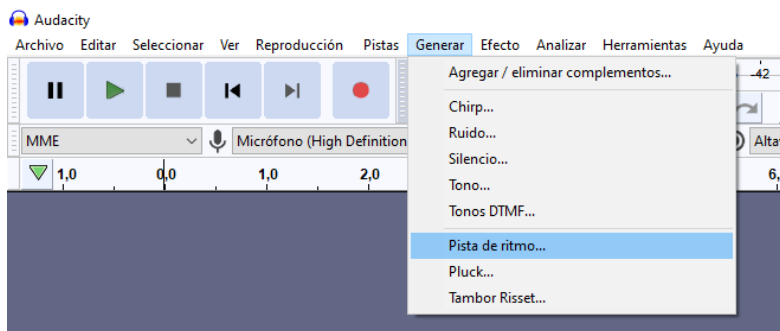 Audacity
Archivo Editar Seleccionar Ver Reproducción Pistas Generar Efecto Analizar Herramientas Ayuda
Agregar / eliminar complementos...
-42
Chirp...
MME
Micrófono (High Definition
Ruido...
Silencio...
1,0 0,0 1,0 2,0
6,
Tono...
Tonos DTMF...
Pista de ritmo...
Pluck...
Tambor Risset...